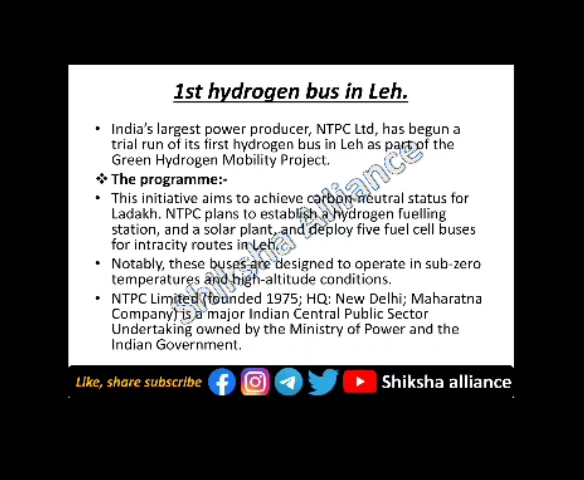 1st hydrogen bus in Leh.
• India's largest power producer, NTPC Ltd, has begun a
trial run of its first hydrogen bus in Leh as part of the
Green Hydrogen Mobility Project.
❖ The programme:-
• This initiative aims to achieve carbon neutral status for
Ladakh. NTPC plans to establish a hydrogen fuelling
station, and a solar plant, and deploy five fuel cell buses
for intracity routes in Leh.
• Notably, these buses are designed to operate in sub-zero
temperatures and high-altitude conditions.
• NTPC Limited (founded 1975; HQ: New Delhi; Maharatna
Company) is a major Indian Central Public Sector
Undertaking owned by the Ministry of Power and the
Indian Government.
Shiksha Alliance
Like, share subscribe Shiksha alliance